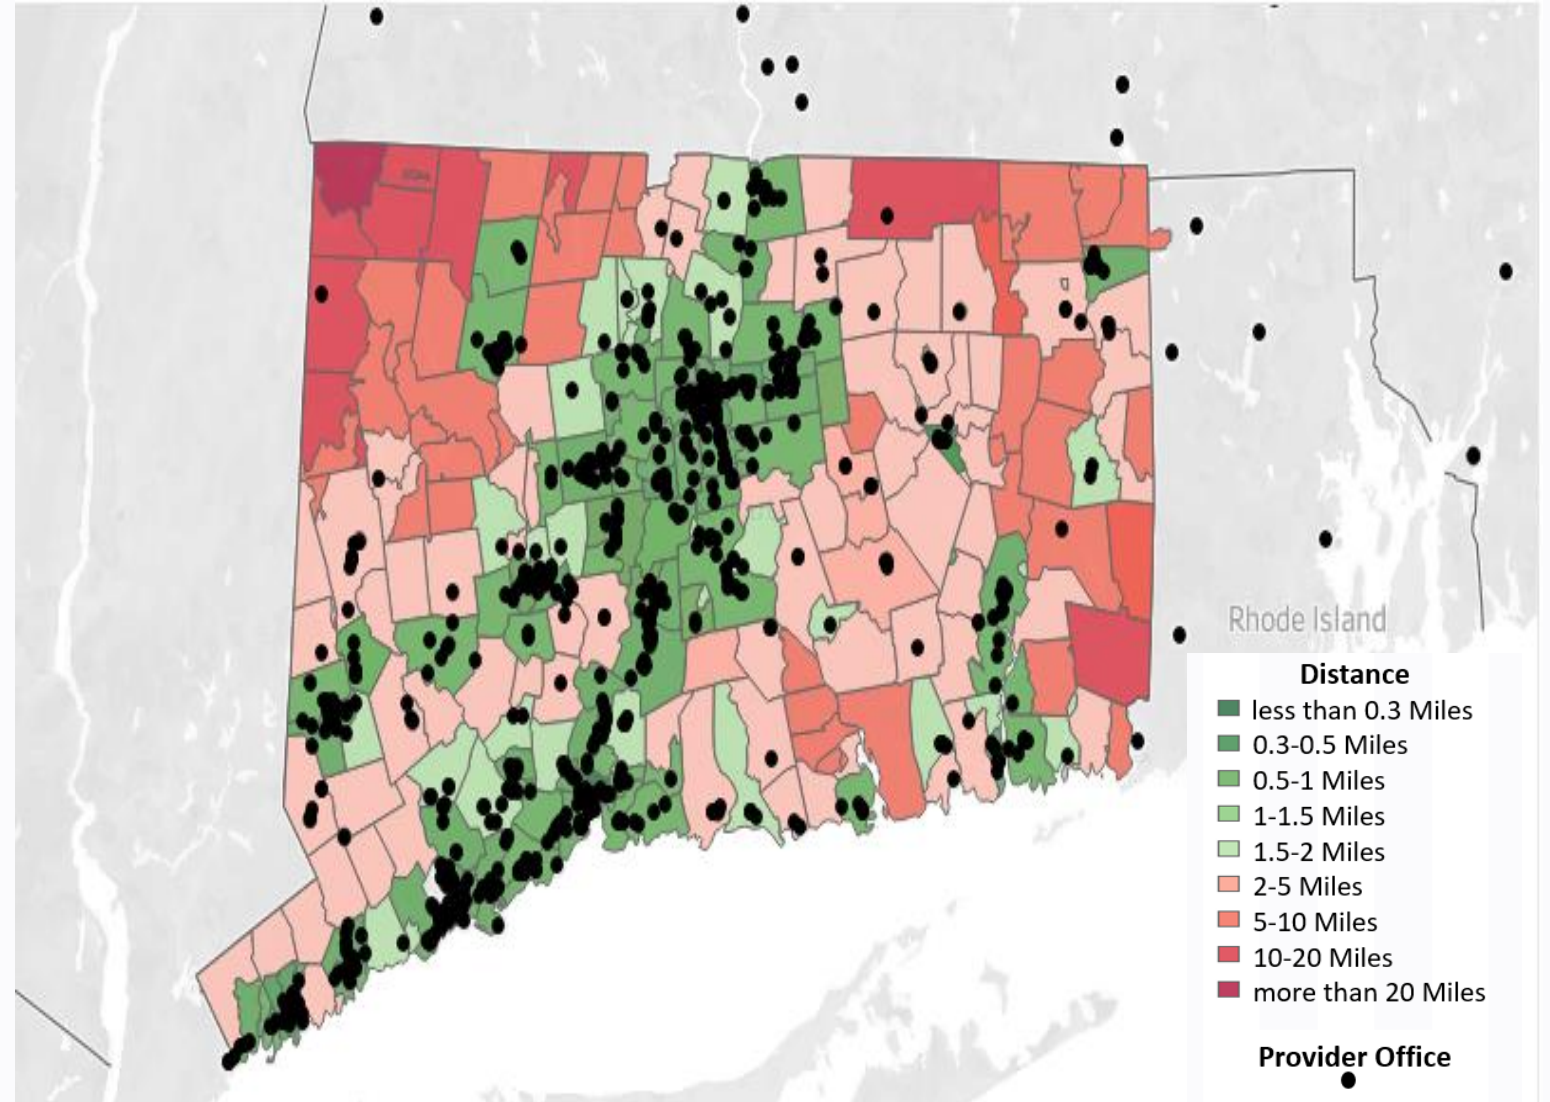 Rhode Island
Distance
less than 0.3 Miles
0.3-0.5 Miles
0.5-1 Miles
1-1.5 Miles
1.5-2 Miles
2-5 Miles
5-10 Miles
10-20 Miles
more than 20 Miles
Provider Office